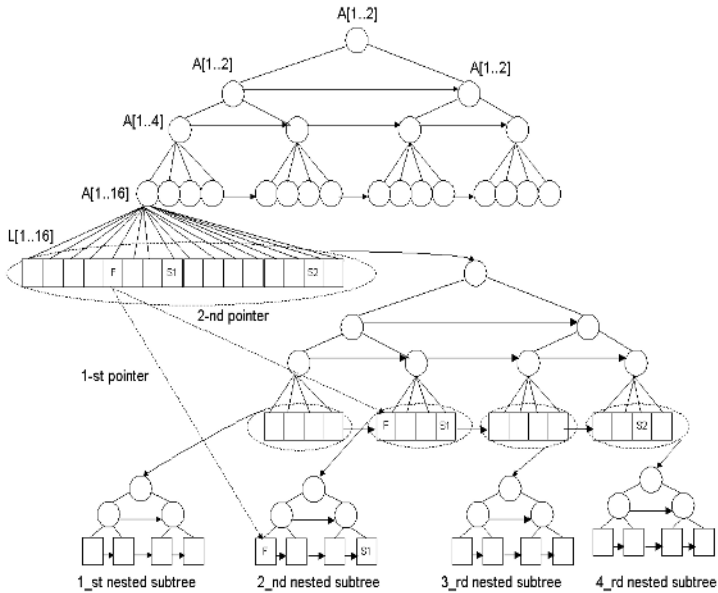 A[1..2]
A[1..2]
A[1..2]
A[1..4]
A[1..16]
L[1..16]
F
S1
S2
2-nd pointer
1-st pointer
F
S1
S2
F
S1
1_st nested subtree
2_nd nested subtree
3_rd nested subtree
4_rd nested subtree